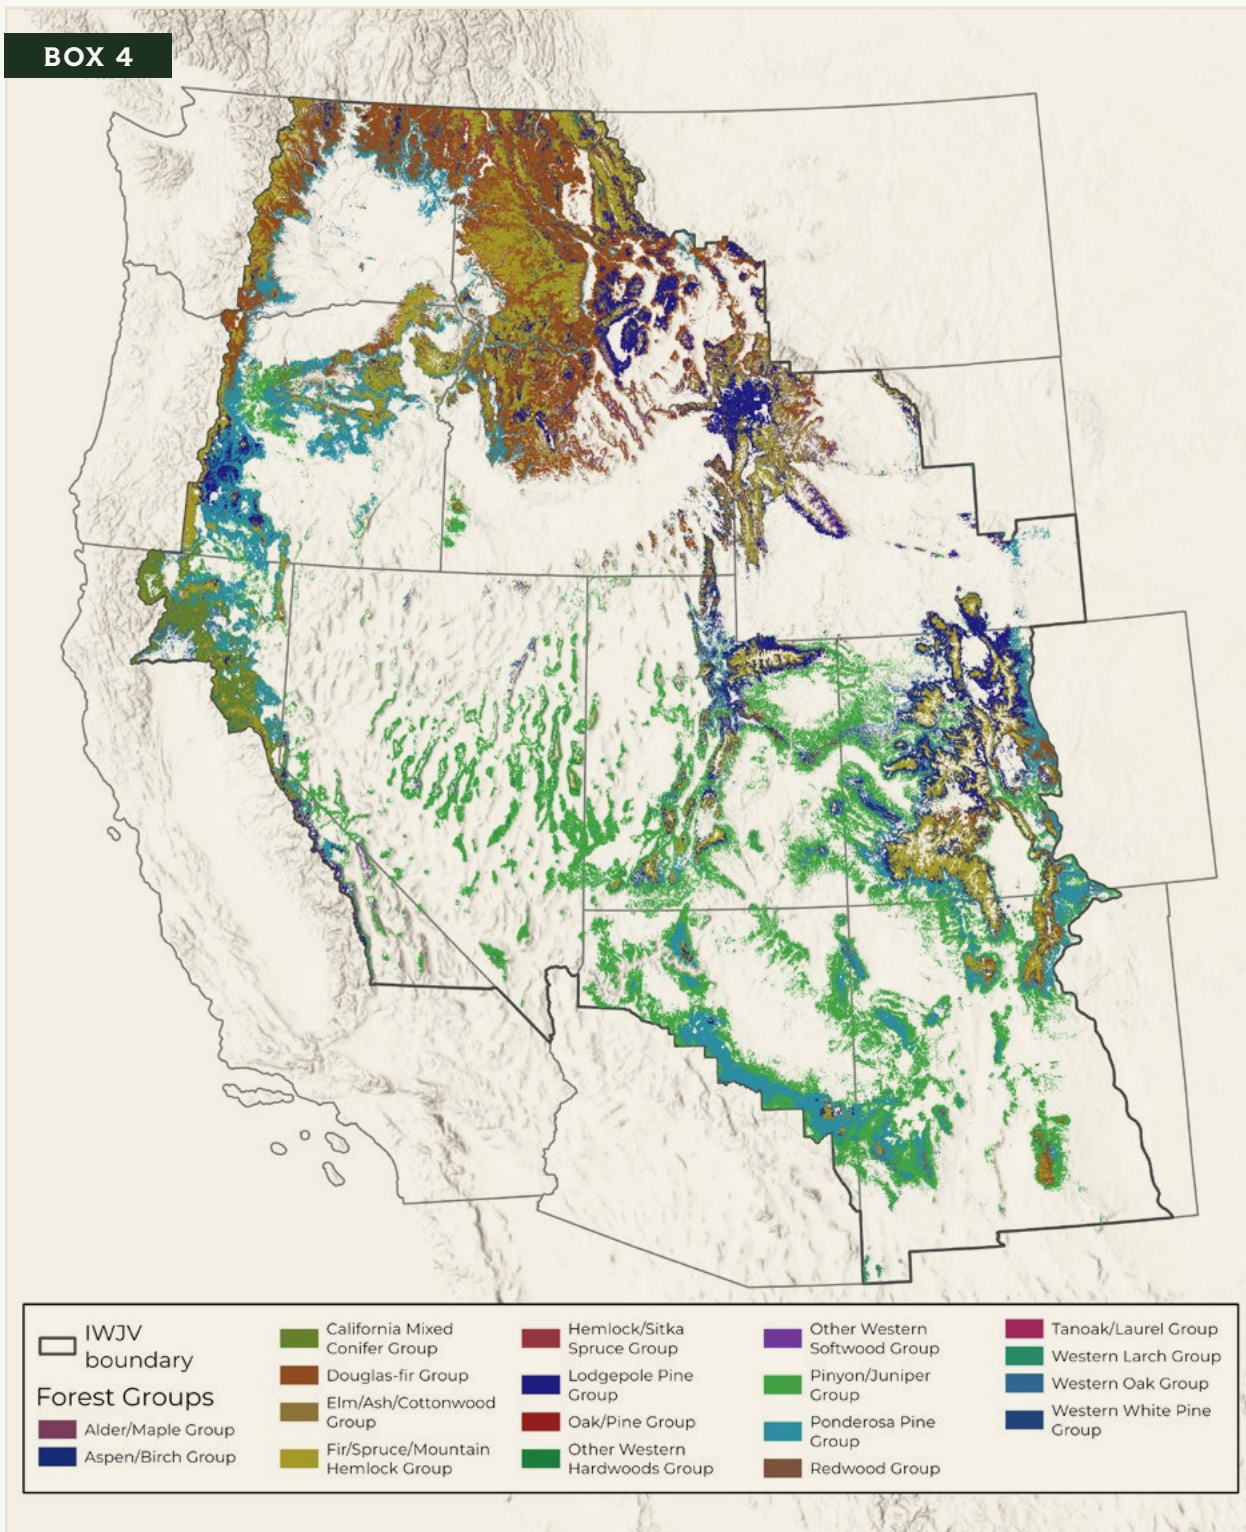 BOX 4
IWJV
boundary
Forest Groups
Alder/Maple Group
Aspen/Birch Group
California Mixed
Conifer Group
Douglas-fir Group
Elm/Ash/Cottonwood
Group
Fir/Spruce/Mountain
Hemlock Group
Hemlock/Sitka
Spruce Group
Lodgepole Pine
Group
Oak/Pine Group
Other Western
Hardwoods Group
Other Western
Softwood Group
Pinyon/Juniper
Group
Ponderosa Pine
Group
Redwood Group
Tanoak/Laurel Group
Western Larch Group
Western Oak Group
Western White Pine
Group